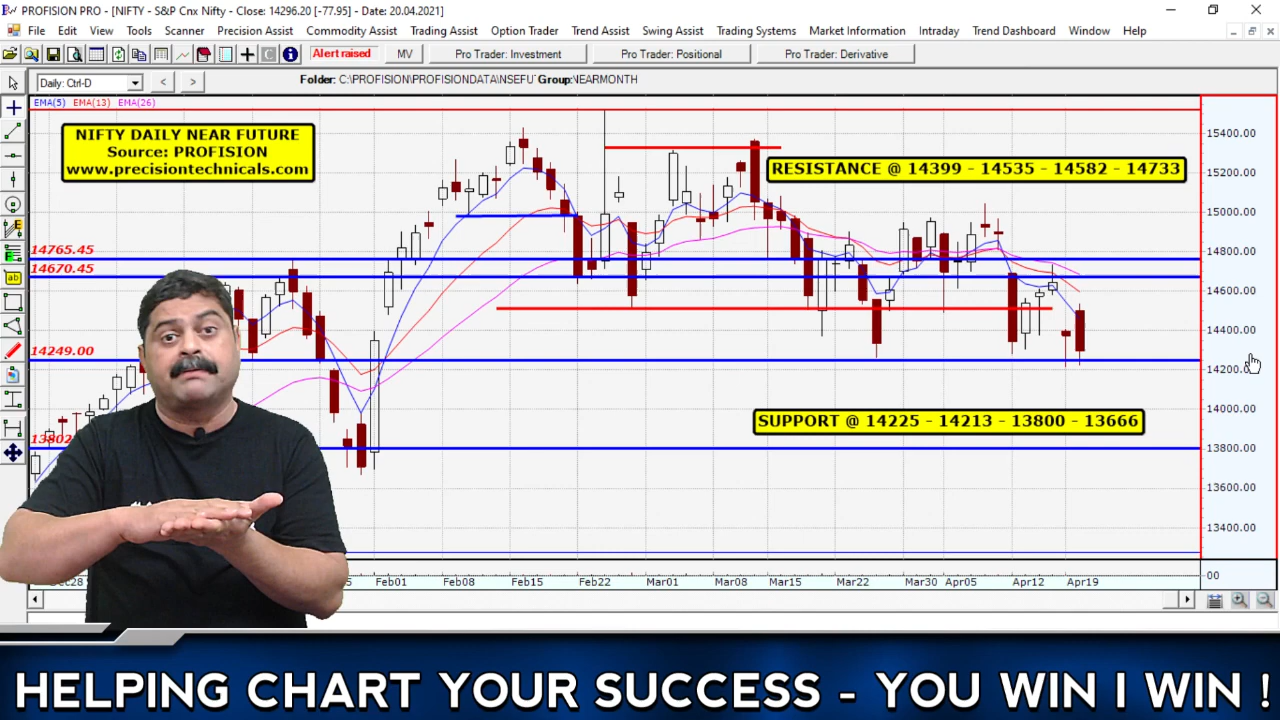 PROFISION PRO - [NIFTY - S&P Cnx Nifty - Close: 14296.20 [-77.95] - Date: 20.04.2021]
File Edit View Tools Scanner Precision Assist Commodity Assist Trading Assist Option Trader Trend Assist Swing Assist Trading Systems Market Information Intraday Trend Dashboard Window Help
Alert raised MV Pro Trader: Investment Pro Trader: Positional Pro Trader: Derivative
Daily: Ctrl-D < > Folder: C:\PROFISION\PROFISIONDATA\NSEFU Group: NEARMONTH
EMA(5) EMA(13) EMA(26)
NIFTY DAILY NEAR FUTURE
Source: PROFISION
www.precisiontechnicals.com
RESISTANCE @ 14399 - 14535 - 14582 - 14733
SUPPORT @ 14225 - 14213 - 13800 - 13666
14765.45
14670.45
14249.00
13802
15400.00
15200.00
15000.00
14800.00
14600.00
14400.00
14200.00
14000.00
13800.00
13600.00
13400.00
00
Feb01 Feb08 Feb15 Feb22 Mar01 Mar08 Mar15 Mar22 Mar30 Apr05 Apr12 Apr19
HELPING CHART YOUR SUCCESS - YOU WIN I WIN !